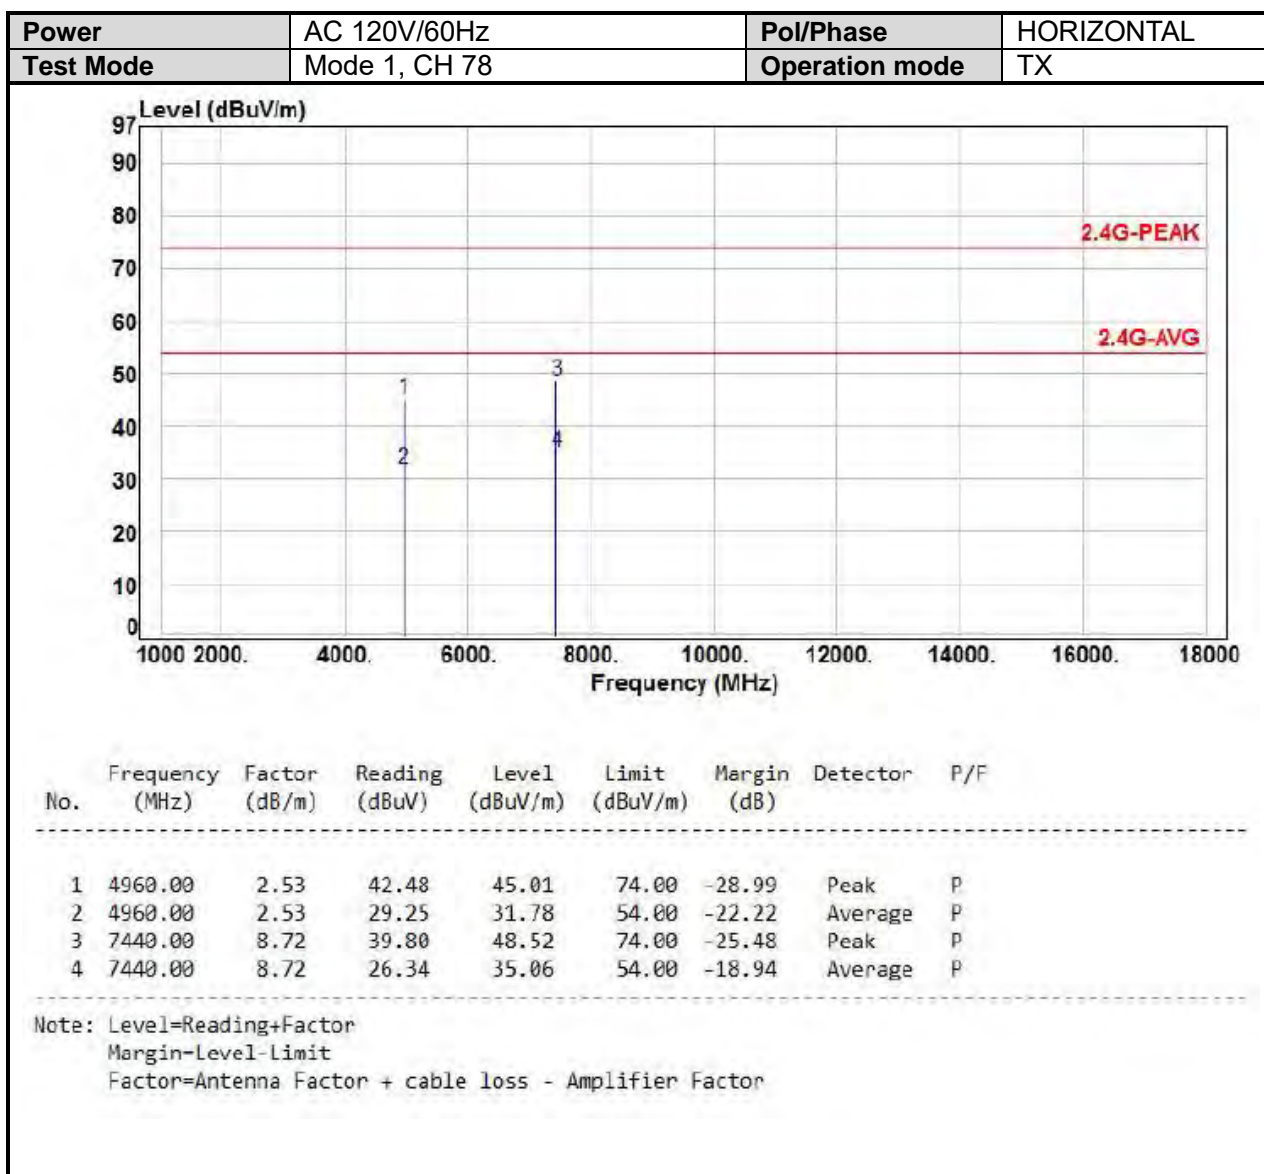 Power AC 120V/60Hz Pol/Phase HORIZONTAL
Test Mode Mode 1, CH 78 Operation mode TX
Level (dBuV/m)
97
90
80
2.4G-PEAK
70
60
2.4G-AVG
50
3
1
40
4
2
30
20
10
0
1000 2000. 4000. 6000. 8000. 10000. 12000. 14000. 16000. 18000
Frequency (MHz)
Frequency Factor Reading Level Limit Margin Detector P/F
No. (MHz) (dB/m) (dBuV) (dBuV/m) (dBuV/m) (dB)
1 4960.00 2.53 42.48 45.01 74.00 -28.99 Peak P
2 4960.00 2.53 29.25 31.78 54.00 -22.22 Average P
3 7440.00 8.72 39.80 48.52 74.00 -25.48 Peak P
4 7440.00 8.72 26.34 35.06 54.00 -18.94 Average P
Note: Level=Reading+Factor
Margin=Level-Limit
Factor=Antenna Factor + cable loss - Amplifier Factor